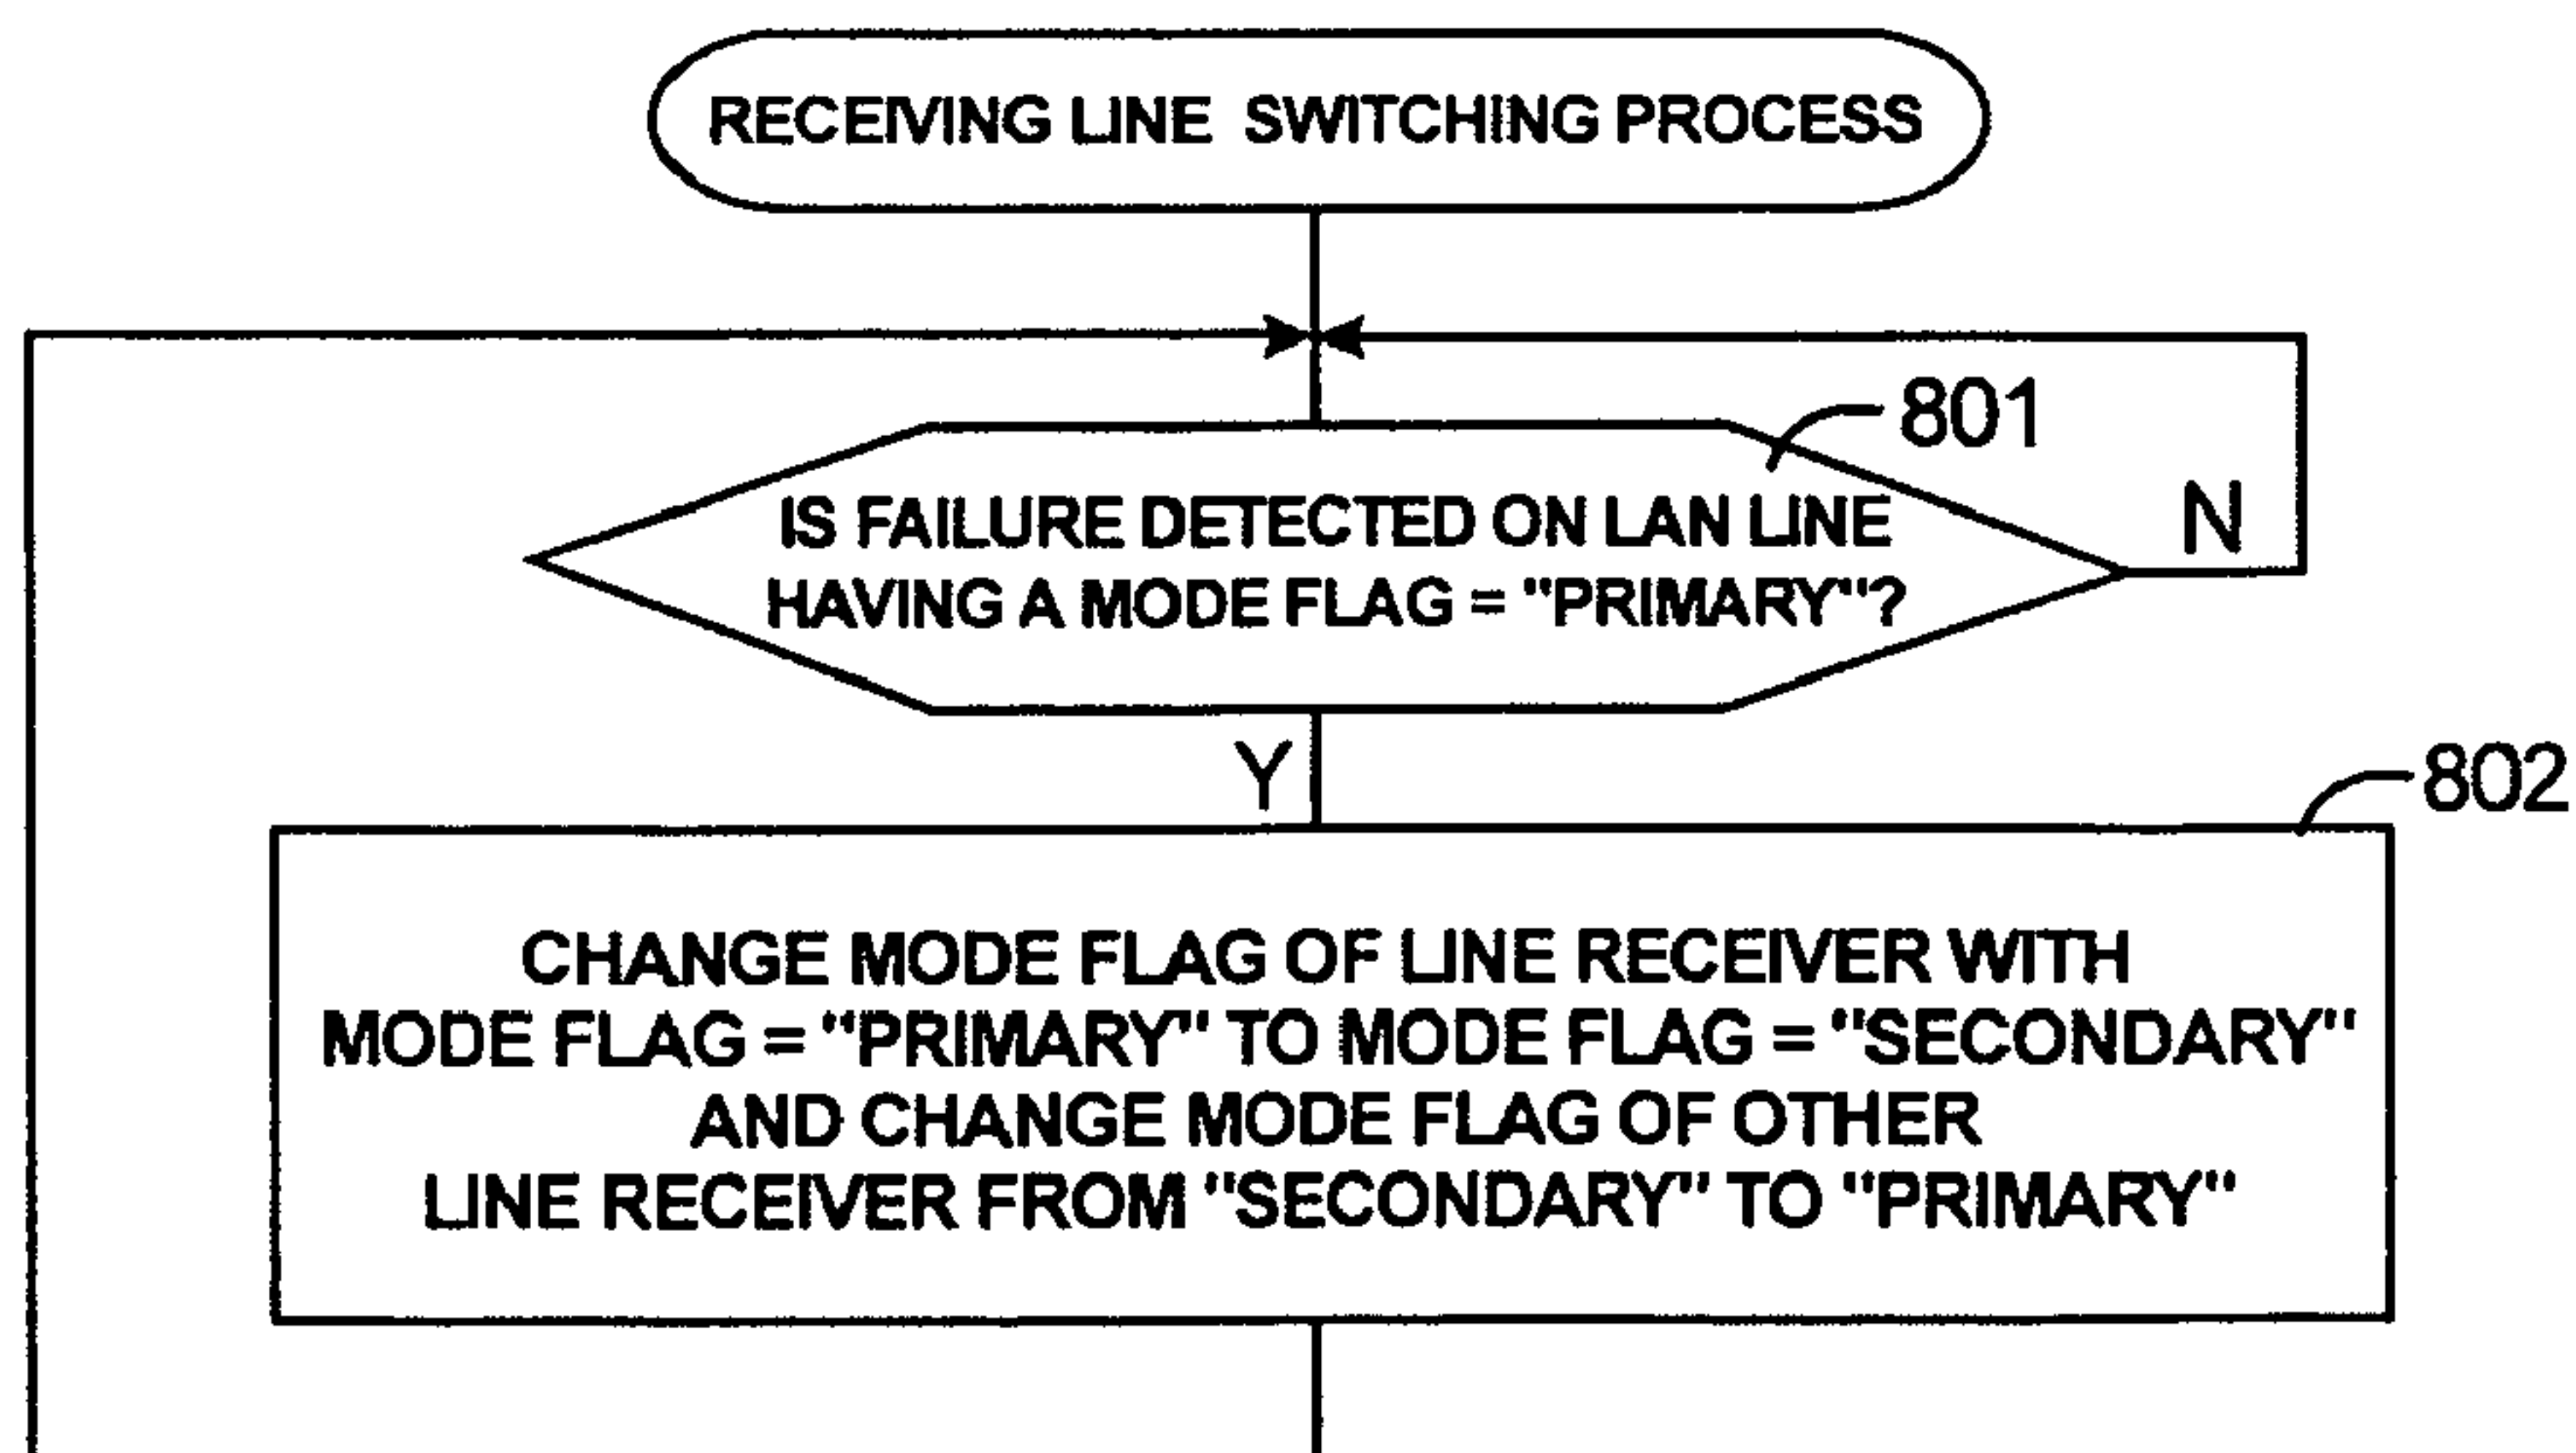 RECEIVING LINE SWITCHING PROCESS
801
IS FAILURE DETECTED ON LAN LINE
HAVING A MODE FLAG = "PRIMARY"?
N
Y
802
CHANGE MODE FLAG OF LINE RECEIVER WITH
MODE FLAG = "PRIMARY" TO MODE FLAG = "SECONDARY"
AND CHANGE MODE FLAG OF OTHER
LINE RECEIVER FROM "SECONDARY" TO "PRIMARY"